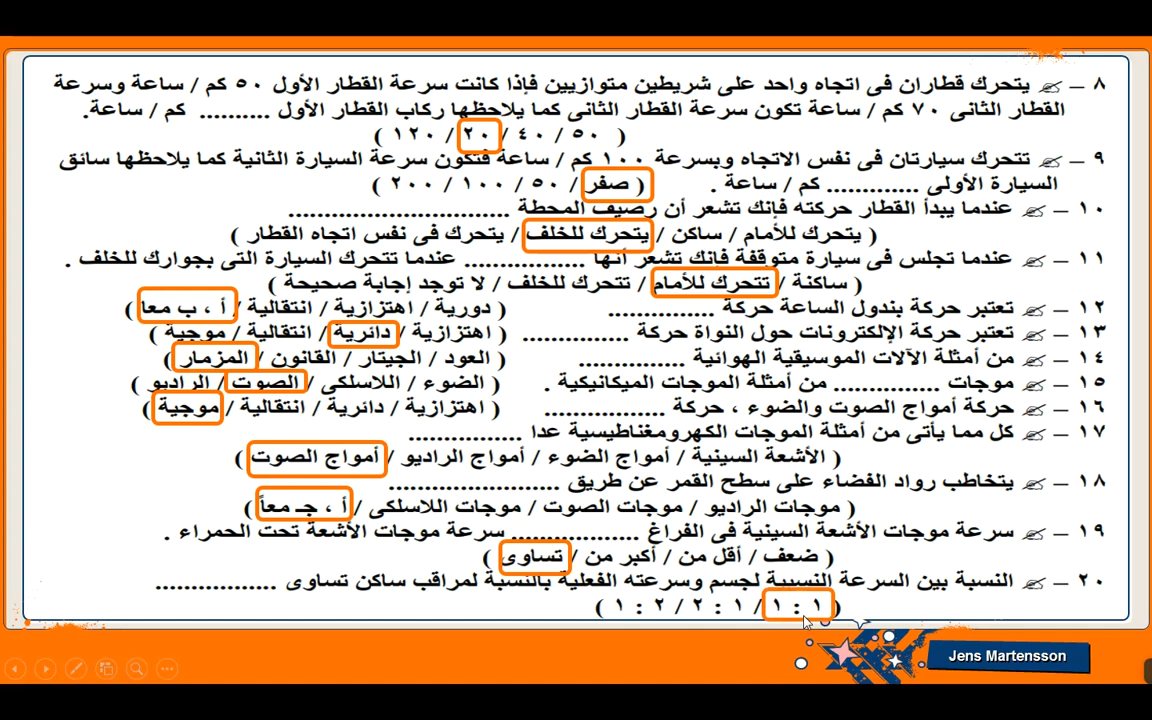 ٨ – يتحرك قطاران فى اتجاه واحد على شريطين متوازيين فإذا كانت سرعة القطار الأول ٥٠ كم / ساعة وسرعة
القطار الثانى ٧٠ كم / ساعة تكون سرعة القطار الثانى كما يلاحظها ركاب القطار الأول .......... كم / ساعة.
( ٥٠ / ٤٠ / ٢٠ / ١٢٠ )
٩ – تتحرك سيارتان فى نفس الاتجاه وبسرعة ١٠٠ كم / ساعة فتكون سرعة السيارة الثانية كما يلاحظها سائق
السيارة الأولى ............. كم / ساعة . ( صفر / ٥٠ / ١٠٠ / ٢٠٠ )
١٠ – عندما يبدأ القطار حركته فإنك تشعر أن رصيف المحطة ................................
( يتحرك للأمام / ساكن / يتحرك للخلف / يتحرك فى نفس اتجاه القطار )
١١ – عندما تجلس فى سيارة متوقفة فإنك تشعر أنها ................ عندما تتحرك السيارة التى بجوارك للخلف .
( ساكنة / تتحرك للأمام / تتحرك للخلف / لا توجد إجابية صحيحة )
١٢ – تعتبر حركة بندول الساعة حركة ............... ( دورية / اهتزازية / انتقالية / أ ، ب معا )
١٣ – تعتبر حركة الإلكترونات حول النواة حركة ............... ( اهتزازية / دائرية / انتقالية / موجية )
١٤ – من أمثلة الآلات الموسيقية الهوائية ................... ( العود / الجيتار / القانون / المزمار )
١٥ – موجات ............... من أمثلة الموجات الميكانيكية . ( الضوء / اللاسلكى / الصوت / الراديو )
١٦ – حركة أمواج الصوت والضوء ، حركة ................. ( اهتزازية / دائرية / انتقالية / موجية )
١٧ – كل مما يأتى من أمثلة الموجات الكهرومغناطيسية عدا ................
( الأشعة السينية / أمواج الضوء / أمواج الراديو / أمواج الصوت )
١٨ – يتخاطب رواد الفضاء على سطح القمر عن طريق ........................
( موجات الراديو / موجات الصوت / موجات اللاسلكى / أ ، جـ معاً )
١٩ – سرعة موجات الأشعة السينية فى الفراغ .................. سرعة موجات الأشعة تحت الحمراء .
( ضعف / أقل من / أكبر من / تساوى )
٢٠ – النسبة بين السرعة النسبية لجسم وسرعته الفعلية بالنسبة لمراقب ساكن تساوى .................
( ١ : ١ / ١ : ٢ / ٢ : ١ )
Jens Martensson